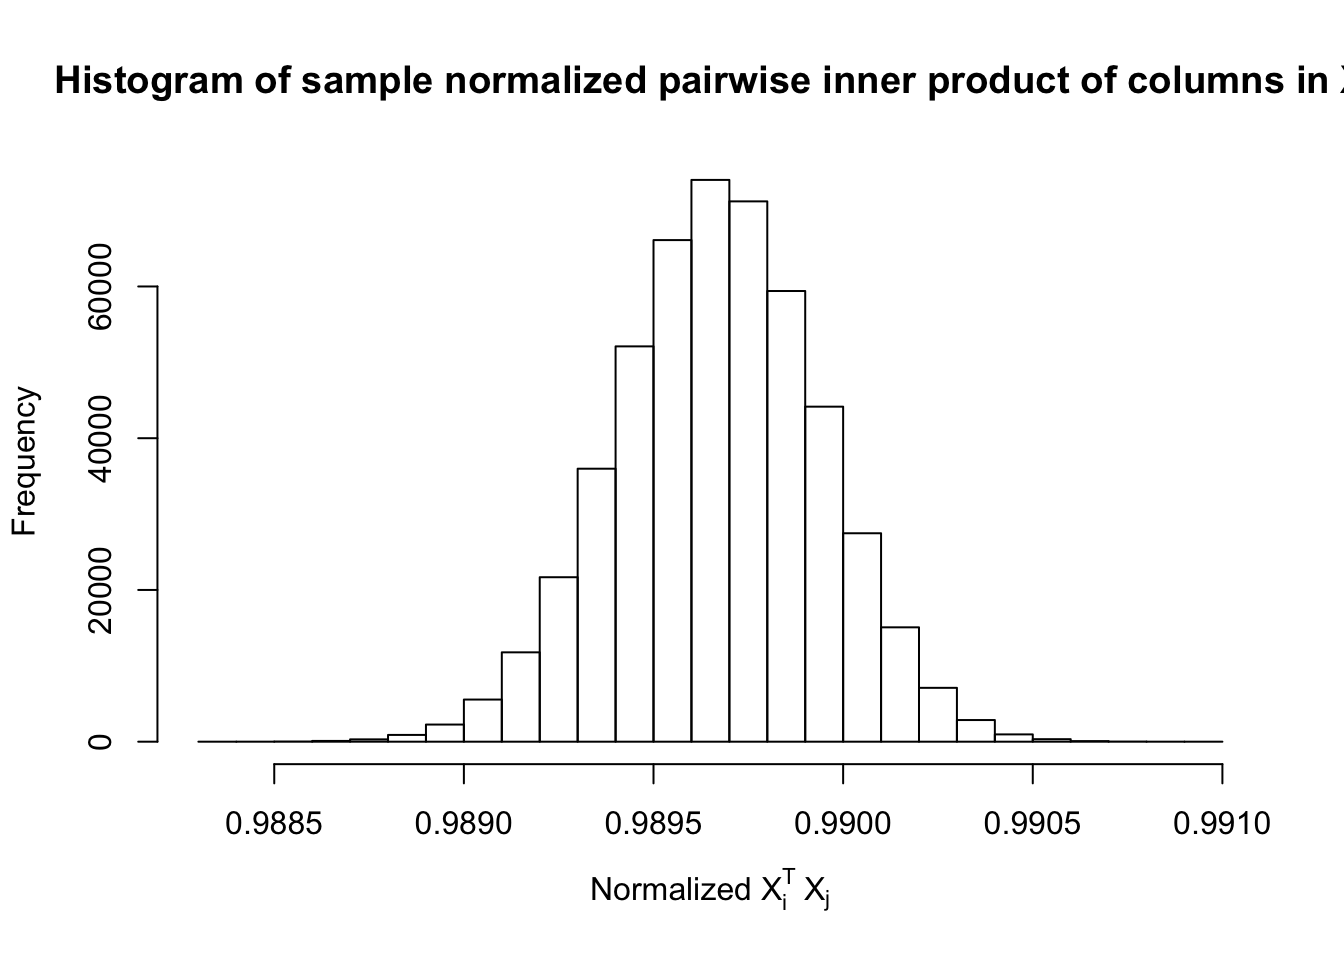 Histogram of sample normalized pairwise inner product of columns in
Frequency
60000
40000
20000
0
0.9885 0.9890 0.9895 0.9900 0.9905 0.9910
Normalized X_i^T X_j